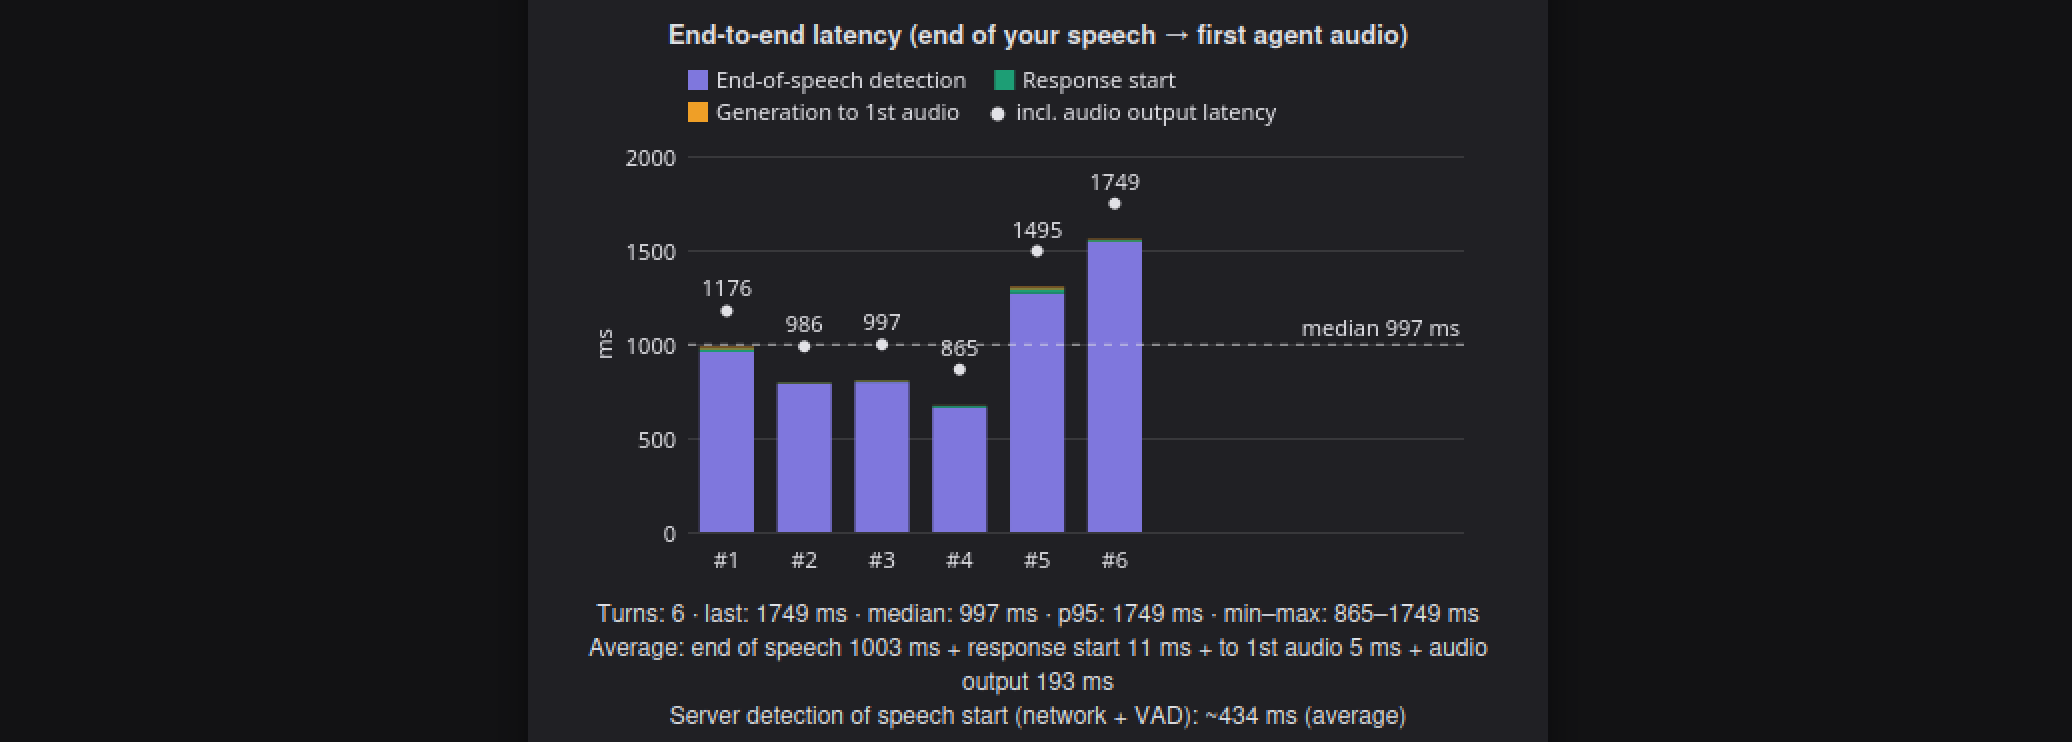 End-to-end latency (end of your speech → first agent audio)
End-of-speech detection Response start
Generation to 1st audio incl. audio output latency
2000
1749
1495
1500
1176
997
986
median 997 ms
865
1000
ms
500
0
#1 #2 #3 #4 #5 #6
Turns: 6 · last: 1749 ms · median: 997 ms · p95: 1749 ms · min–max: 865–1749 ms
Average: end of speech 1003 ms + response start 11 ms + to 1st audio 5 ms + audio
output 193 ms
Server detection of speech start (network + VAD): ~434 ms (average)